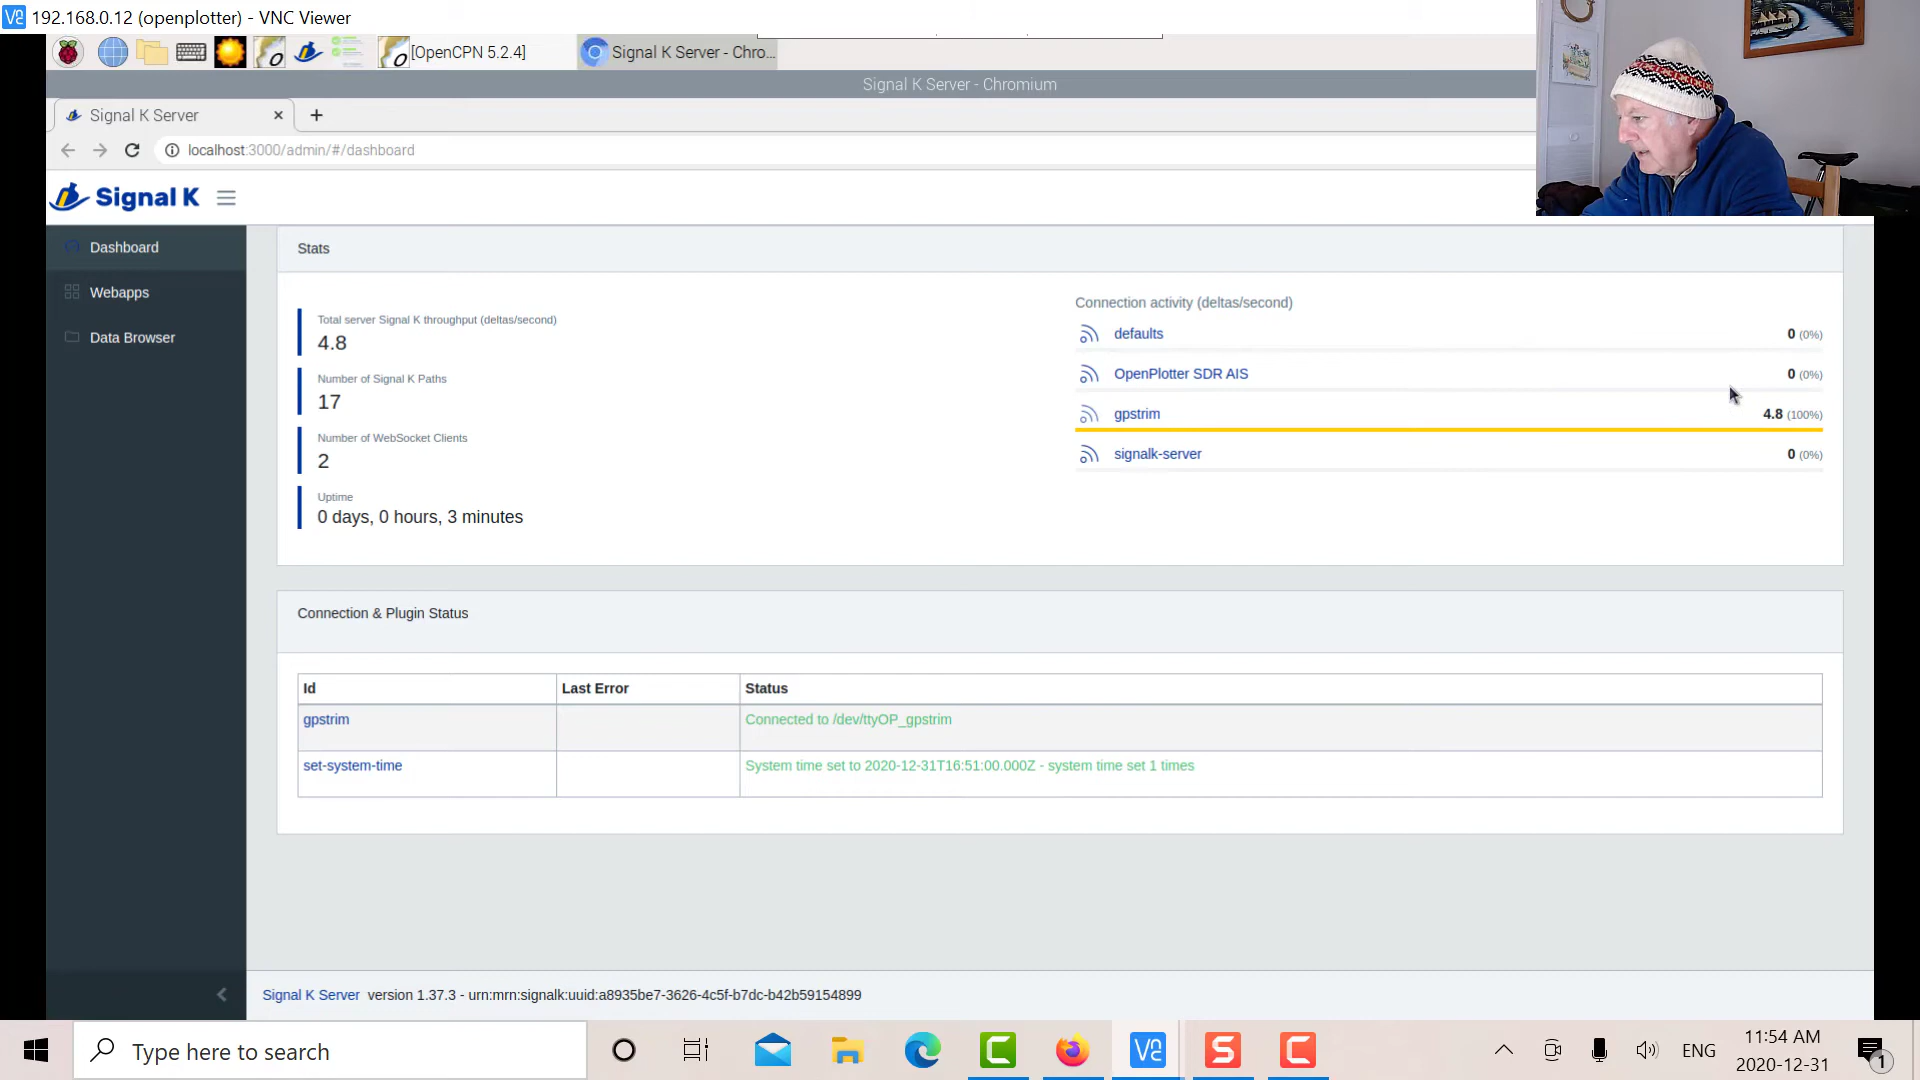 192.168.0.12 (openplotter) - VNC Viewer
[OpenCPN 5.2.4]
Signal K Server - Chro...
Signal K Server - Chromium
Signal K Server
localhost:3000/admin/#/dashboard
Signal K
Dashboard
Webapps
Data Browser
Stats
Total server Signal K throughput (deltas/second)
4.8
Number of Signal K Paths
17
Number of WebSocket Clients
2
Uptime
0 days, 0 hours, 3 minutes
Connection activity (deltas/second)
defaults 0 (0%)
OpenPlotter SDR AIS 0 (0%)
gpstrim 4.8 (100%)
signalk-server 0 (0%)
Connection & Plugin Status
Id Last Error Status
gpstrim Connected to /dev/ttyOP_gpstrim
set-system-time System time set to 2020-12-31T16:51:00.000Z - system time set 1 times
Signal K Server version 1.37.3 - urn:mrn:signalk:uuid:a8935be7-3626-4c5f-b7dc-b42b59154899
Type here to search
ENG
11:54 AM
2020-12-31
1